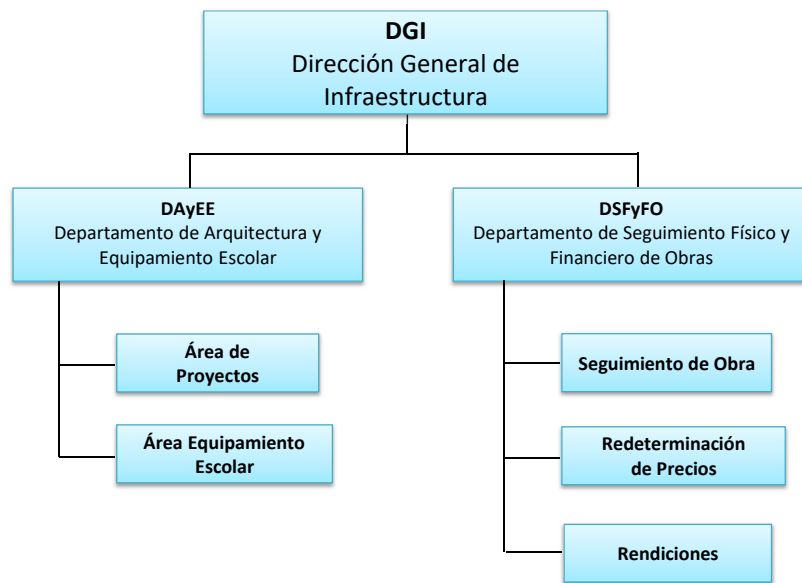 DGI
Dirección General de
Infraestructura
DAyEE
Departamento de Arquitectura y
Equipamiento Escolar
Área de
Proyectos
Área Equipamiento
Escolar
DSFyFO
Departamento de Seguimiento Físico y
Financiero de Obras
Seguimiento de Obra
Redeterminación
de Precios
Rendiciones